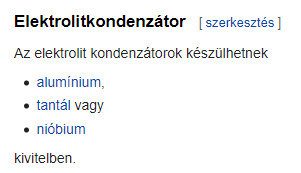 Elektrolitkondenzátor [ szerkesztés ]
Az elektrolit kondenzátorok készülhetnek
• alumínium,
• tantál vagy
• nióbium
kivitelben.